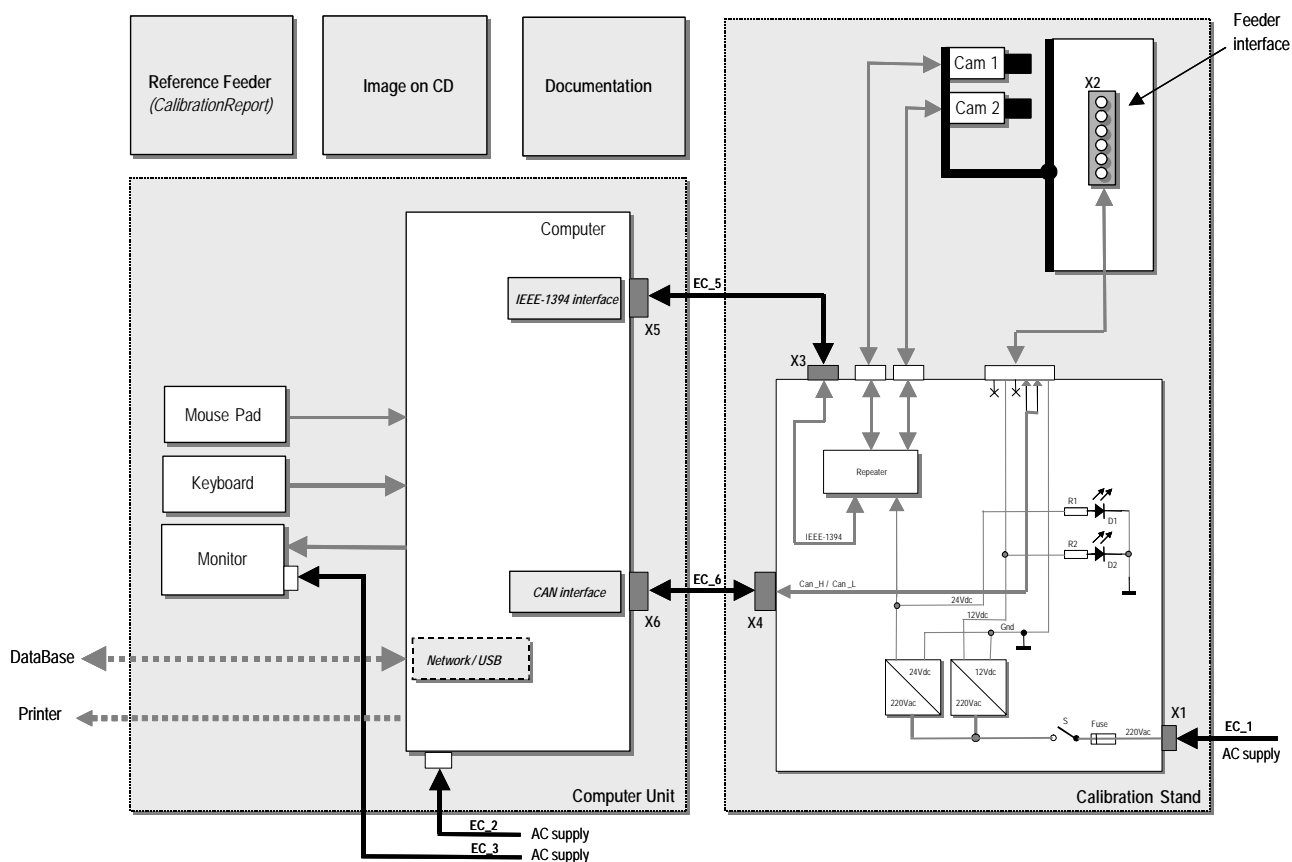 Feeder
interface
Reference Feeder
(CalibrationReport)
Image on CD
Documentation
Cam 1
Cam 2
X2
Computer
IEEE-1394 interface
EC_5
X5
X3
Mouse Pad
Keyboard
Monitor
Repeater
IEEE-1394
R1
D1
R2
D2
CAN interface
EC_6
X6
X4
Can_H / Can_L
24Vdc
12Vdc
Gnd
DataBase
Network/USB
Printer
24Vdc
220Vac
12Vdc
220Vac
S
Fuse
220Vac
X1
EC_1
AC supply
Computer Unit
Calibration Stand
EC_2
AC supply
EC_3
AC supply